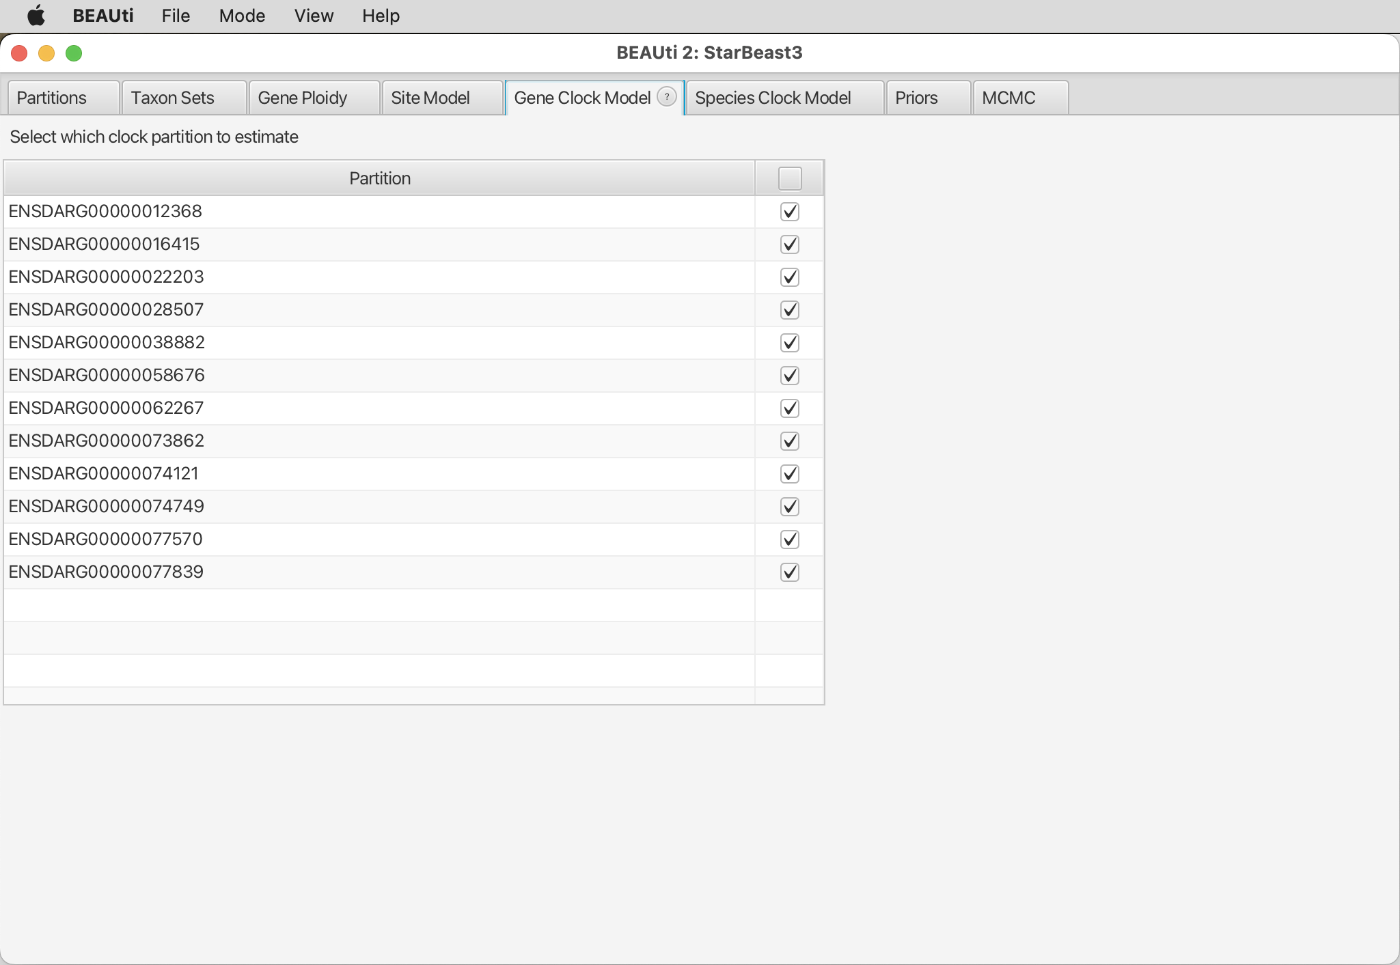 BEAUti File Mode View Help
BEAUti 2: StarBeast3
Partitions Taxon Sets Gene Ploidy Site Model Gene Clock Model ? Species Clock Model Priors MCMC
Select which clock partition to estimate
Partition
ENSDARG00000012368
ENSDARG00000016415
ENSDARG00000022203
ENSDARG00000028507
ENSDARG00000038882
ENSDARG00000058676
ENSDARG00000062267
ENSDARG00000073862
ENSDARG00000074121
ENSDARG00000074749
ENSDARG00000077570
ENSDARG00000077839